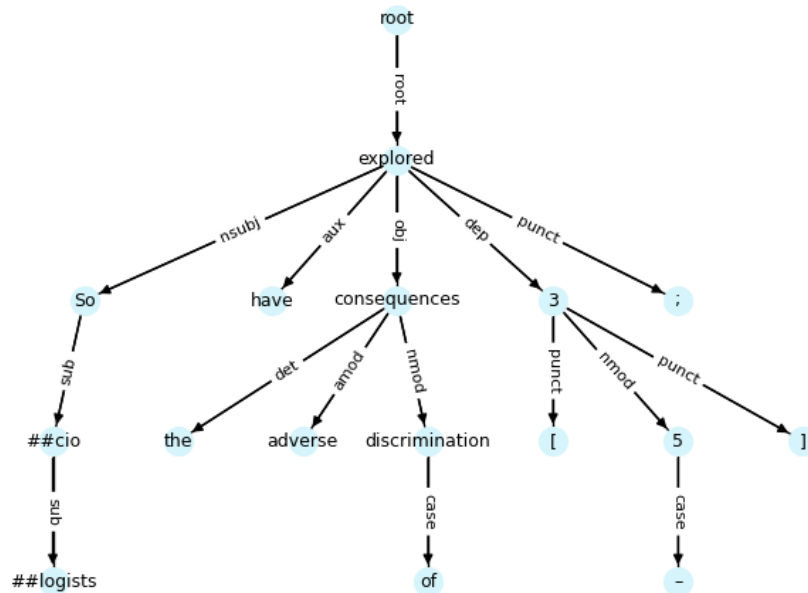 root
root
explored
nsubj aux obj dep punct
So have consequences 3 ;
sub det amod nmod punct nmod punct
##cio the adverse discrimination [ 5 ]
sub case case
##logists of –